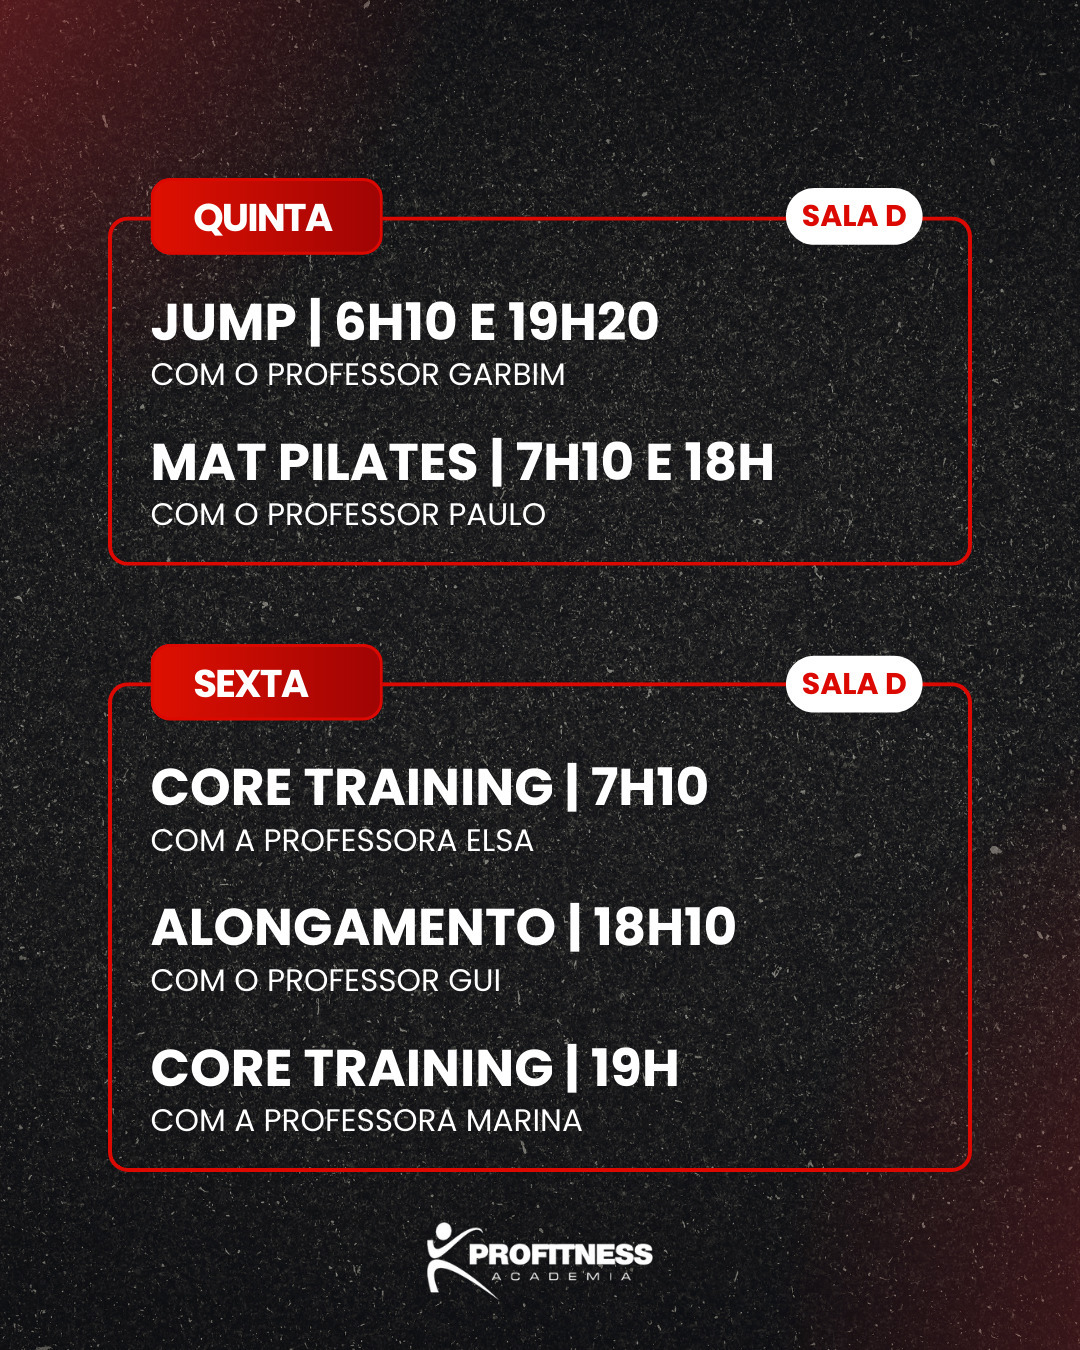 QUINTA
SALA D
JUMP | 6H10 E 19H20
COM O PROFESSOR GARBIM
MAT PILATES | 7H10 E 18H
COM O PROFESSOR PAULO
SEXTA
SALA D
CORE TRAINING | 7H10
COM A PROFESSORA ELSA
ALONGAMENTO | 18H10
COM O PROFESSOR GUI
CORE TRAINING | 19H
COM A PROFESSORA MARINA
PROFITNESS
ACADEMIA